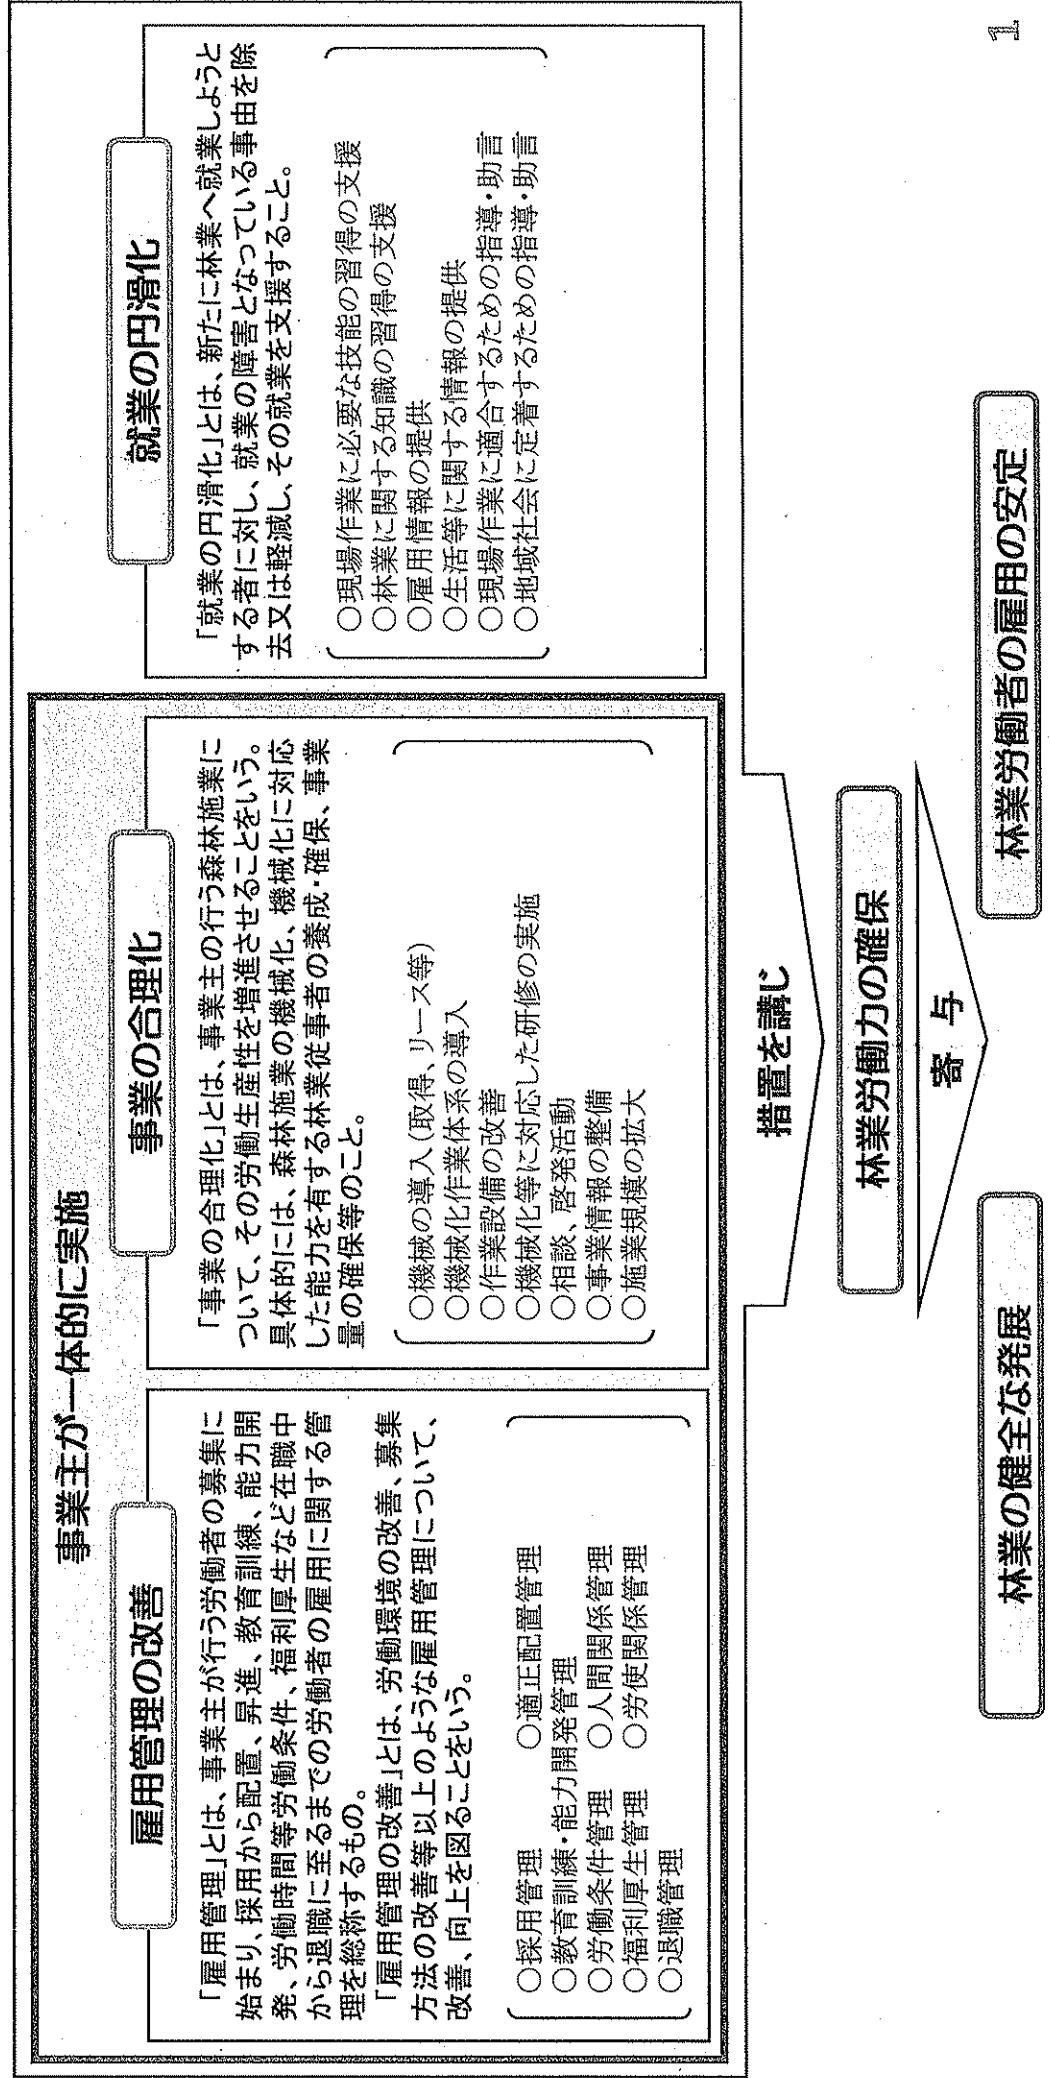 事業主が一体的に実施
雇用管理の改善
「雇用管理」とは、事業主が行う労働者の募集に
始まり、採用から配置、昇進、教育訓練、能力開
発、労働時間等労働条件、福利厚生など在職中
から退職に至るまでの労働者の雇用に関する管
理を総称するもの。
「雇用管理の改善」とは、労働環境の改善、募集
方法の改善等以上のような雇用管理について、
改善、向上を図ることをいう。
○採用管理 ○適正配置管理
○教育訓練・能力開発管理
○労働条件管理 ○人間関係管理
○福利厚生管理 ○労使関係管理
○退職管理
事業の合理化
「事業の合理化」とは、事業主の行う森林施業に
ついて、その労働生産性を増進させることをいう。
具体的には、森林施業の機械化、機械化に対応
した能力を有する林業従事者の養成・確保、事業
量の確保等のこと。
○機械の導入（取得、リース等）
○機械化作業体系の導入
○作業設備の改善
○機械化等に対応した研修の実施
○相談、啓発活動
○事業情報の整備
○施業規模の拡大
就業の円滑化
「就業の円滑化」とは、新たに林業へ就業しようと
する者に対し、就業の障害となっている事由を除
去又は軽減し、その就業を支援すること。
○現場作業に必要な技能の習得の支援
○林業に関する知識の習得の支援
○雇用情報の提供
○生活等に関する情報の提供
○現場作業に適合するための指導・助言
○地域社会に定着するための指導・助言
措置を講じ
林業労働力の確保
寄 与
林業の健全な発展
林業労働者の雇用の安定
1